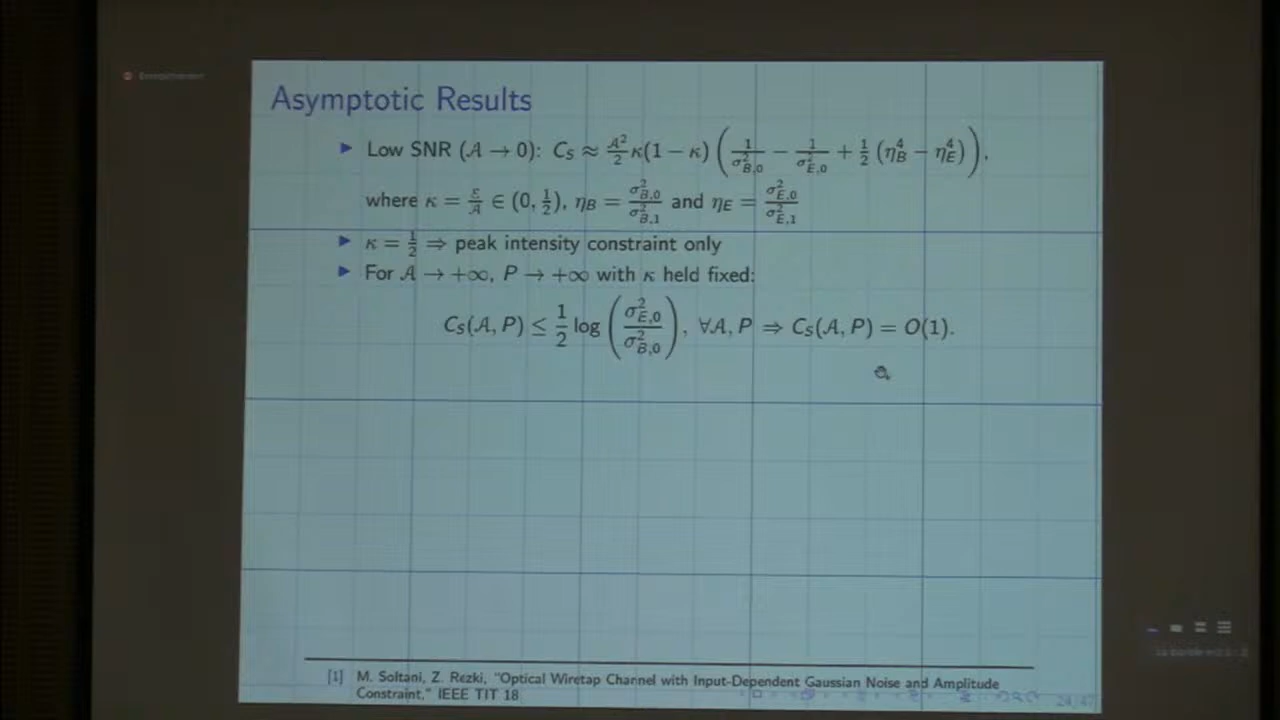 Asymptotic Results
▶ Low SNR (A → 0): C_S ≈ A²/2 κ(1 − κ) (1/σ²_{B,0} − 1/σ²_{E,0} + ½ (η⁴_B − η⁴_E)),
where κ = ε/A ∈ (0, ½), η_B = σ²_{B,0}/σ²_{B,1} and η_E = σ²_{E,0}/σ²_{E,1}
▶ κ = ½ ⇒ peak intensity constraint only
▶ For A → +∞, P → +∞ with κ held fixed:
C_S(A, P) ≤ ½ log (σ²_{E,0}/σ²_{B,0}), ∀A, P ⇒ C_S(A, P) = O(1).
[1] M. Soltani, Z. Rezki, "Optical Wiretap Channel with Input-Dependent Gaussian Noise and Amplitude
Constraint," IEEE TIT 18